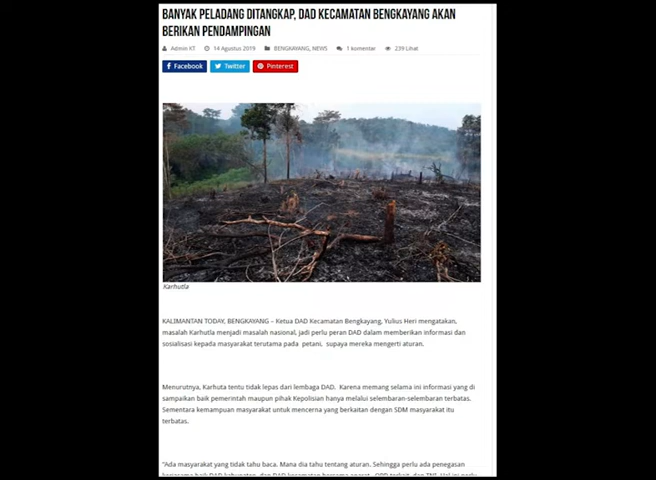 BANYAK PELADANG DITANGKAP, DAD KECAMATAN BENGKAYANG AKAN
BERIKAN PENDAMPINGAN
Admin KT 14 Agustus 2019 BENGKAYANG, NEWS 1 komentar 239 Lihat
Facebook Twitter Pinterest
Karhutla
KALIMANTAN TODAY, BENGKAYANG – Ketua DAD Kecamatan Bengkayang, Yulius Heri mengatakan,
masalah Karhutla menjadi masalah nasional, jadi perlu peran DAD dalam memberikan informasi dan
sosialisasi kepada masyarakat terutama pada petani, supaya mereka mengerti aturan.
Menurutnya, Karhuta tentu tidak lepas dari lembaga DAD. Karena memang selama ini informasi yang di
sampaikan baik pemerintah maupun pihak Kepolisian hanya melalui selembaran-selembaran terbatas.
Sementara kemampuan masyarakat untuk mencerna yang berkaitan dengan SDM masyarakat itu
terbatas.
"Ada masyarakat yang tidak tahu baca. Mana dia tahu tentang aturan. Sehingga perlu ada penegasan